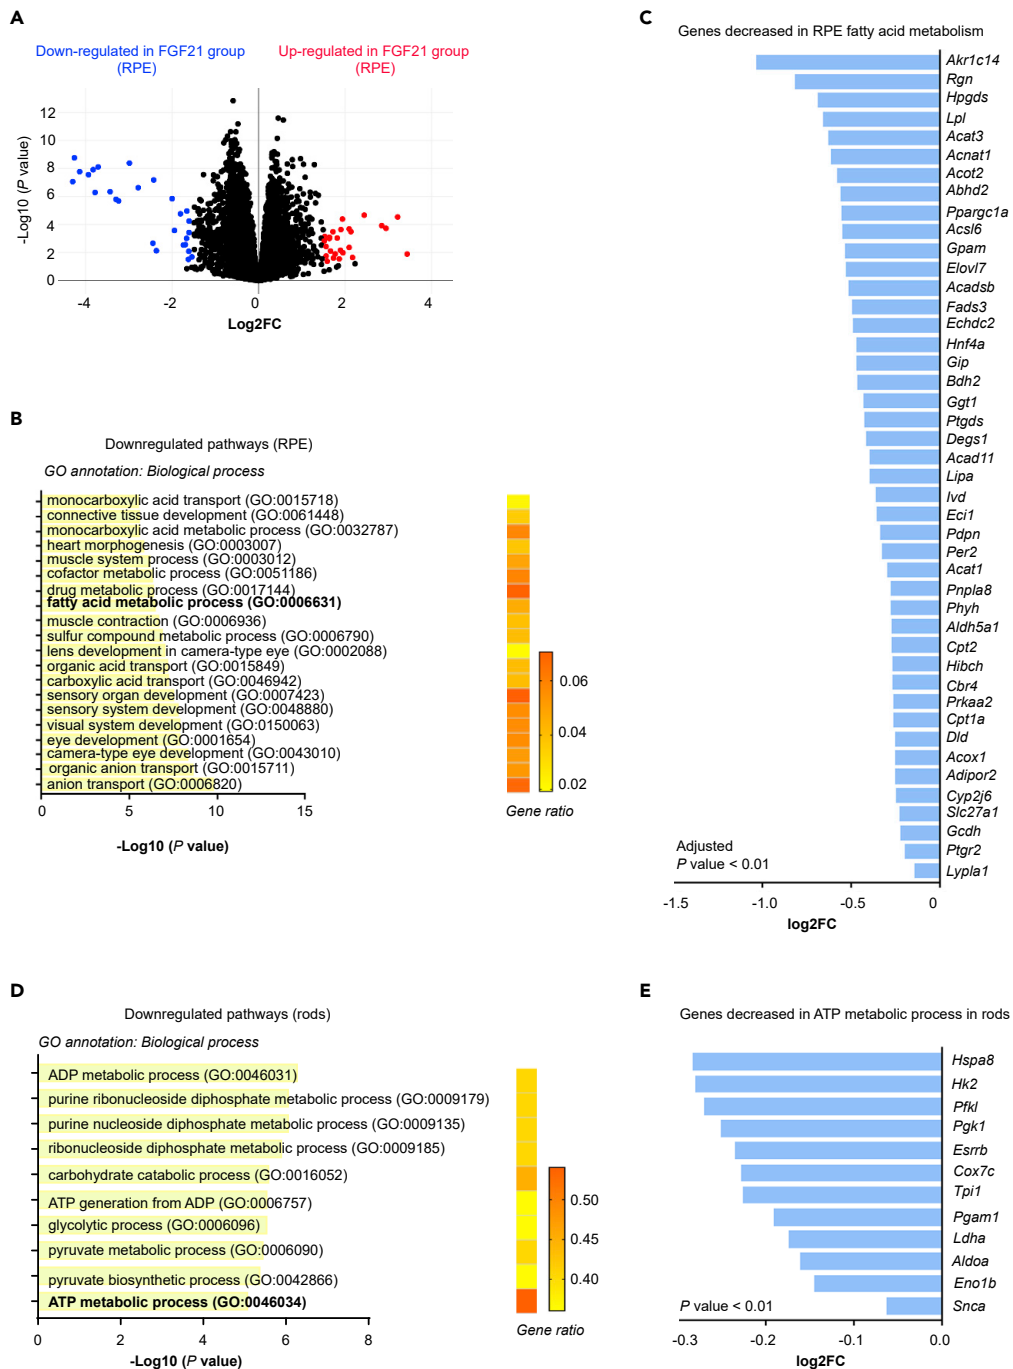 A
Down-regulated in FGF21 group
(RPE)
Up-regulated in FGF21 group
(RPE)
-Log10 (P value)
12
10
8
6
4
2
0
-4
-2
0
2
4
Log2FC
B
Downregulated pathways (RPE)
GO annotation: Biological process
monocarboxylic acid transport (GO:0015718)
connective tissue development (GO:0061448)
monocarboxylic acid metabolic process (GO:0032787)
heart morphogenesis (GO:0003007)
muscle system process (GO:0003012)
cofactor metabolic process (GO:0051186)
drug metabolic process (GO:0017144)
fatty acid metabolic process (GO:0006631)
muscle contraction (GO:0006936)
sulfur compound metabolic process (GO:0006790)
lens development in camera-type eye (GO:0002088)
organic acid transport (GO:0015849)
carboxylic acid transport (GO:0046942)
sensory organ development (GO:0007423)
sensory system development (GO:0048880)
visual system development (GO:0150063)
eye development (GO:0001654)
camera-type eye development (GO:0043010)
organic anion transport (GO:0015711)
anion transport (GO:0006820)
0
5
10
15
-Log10 (P value)
0.06
0.04
0.02
Gene ratio
C
Genes decreased in RPE fatty acid metabolism
Akr1c14
Rgn
Hpgds
Lpl
Acat3
Acnat1
Acot2
Abhd2
Ppargc1a
Acsl6
Gpam
Elovl7
Acadsb
Fads3
Echdc2
Hnf4a
Gip
Bdh2
Ggt1
Ptgds
Degs1
Acad11
Lipa
Ivd
Eci1
Pdpn
Per2
Acat1
Pnpla8
Phyh
Aldh5a1
Cpt2
Hibch
Cbr4
Prkaa2
Cpt1a
Dld
Acox1
Adipor2
Cyp2j6
Slc27a1
Gcdh
Ptgr2
Lypla1
Adjusted
P value < 0.01
-1.5
-1.0
-0.5
0
log2FC
D
Downregulated pathways (rods)
GO annotation: Biological process
ADP metabolic process (GO:0046031)
purine ribonucleoside diphosphate metabolic process (GO:0009179)
purine nucleoside diphosphate metabolic process (GO:0009135)
ribonucleoside diphosphate metabolic process (GO:0009185)
carbohydrate catabolic process (GO:0016052)
ATP generation from ADP (GO:0006757)
glycolytic process (GO:0006096)
pyruvate metabolic process (GO:0006090)
pyruvate biosynthetic process (GO:0042866)
ATP metabolic process (GO:0046034)
0
2
4
6
8
-Log10 (P value)
0.50
0.45
0.40
Gene ratio
E
Genes decreased in ATP metabolic process in rods
Hspa8
Hk2
Pfkl
Pgk1
Esrrb
Cox7c
Tpi1
Pgam1
Ldha
Aldoa
Eno1b
Snca
P value < 0.01
-0.3
-0.2
-0.1
0.0
log2FC